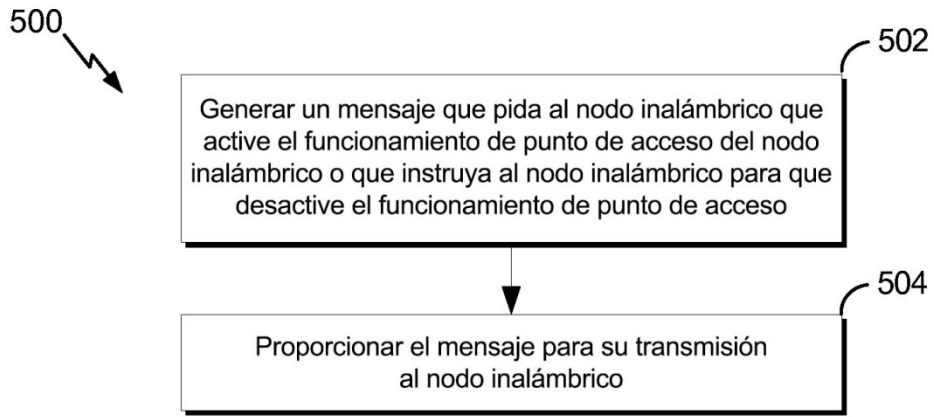 500
502
Generar un mensaje que pida al nodo inalámbrico que
active el funcionamiento de punto de acceso del nodo
inalámbrico o que instruya al nodo inalámbrico para que
desactive el funcionamiento de punto de acceso
504
Proporcionar el mensaje para su transmisión
al nodo inalámbrico